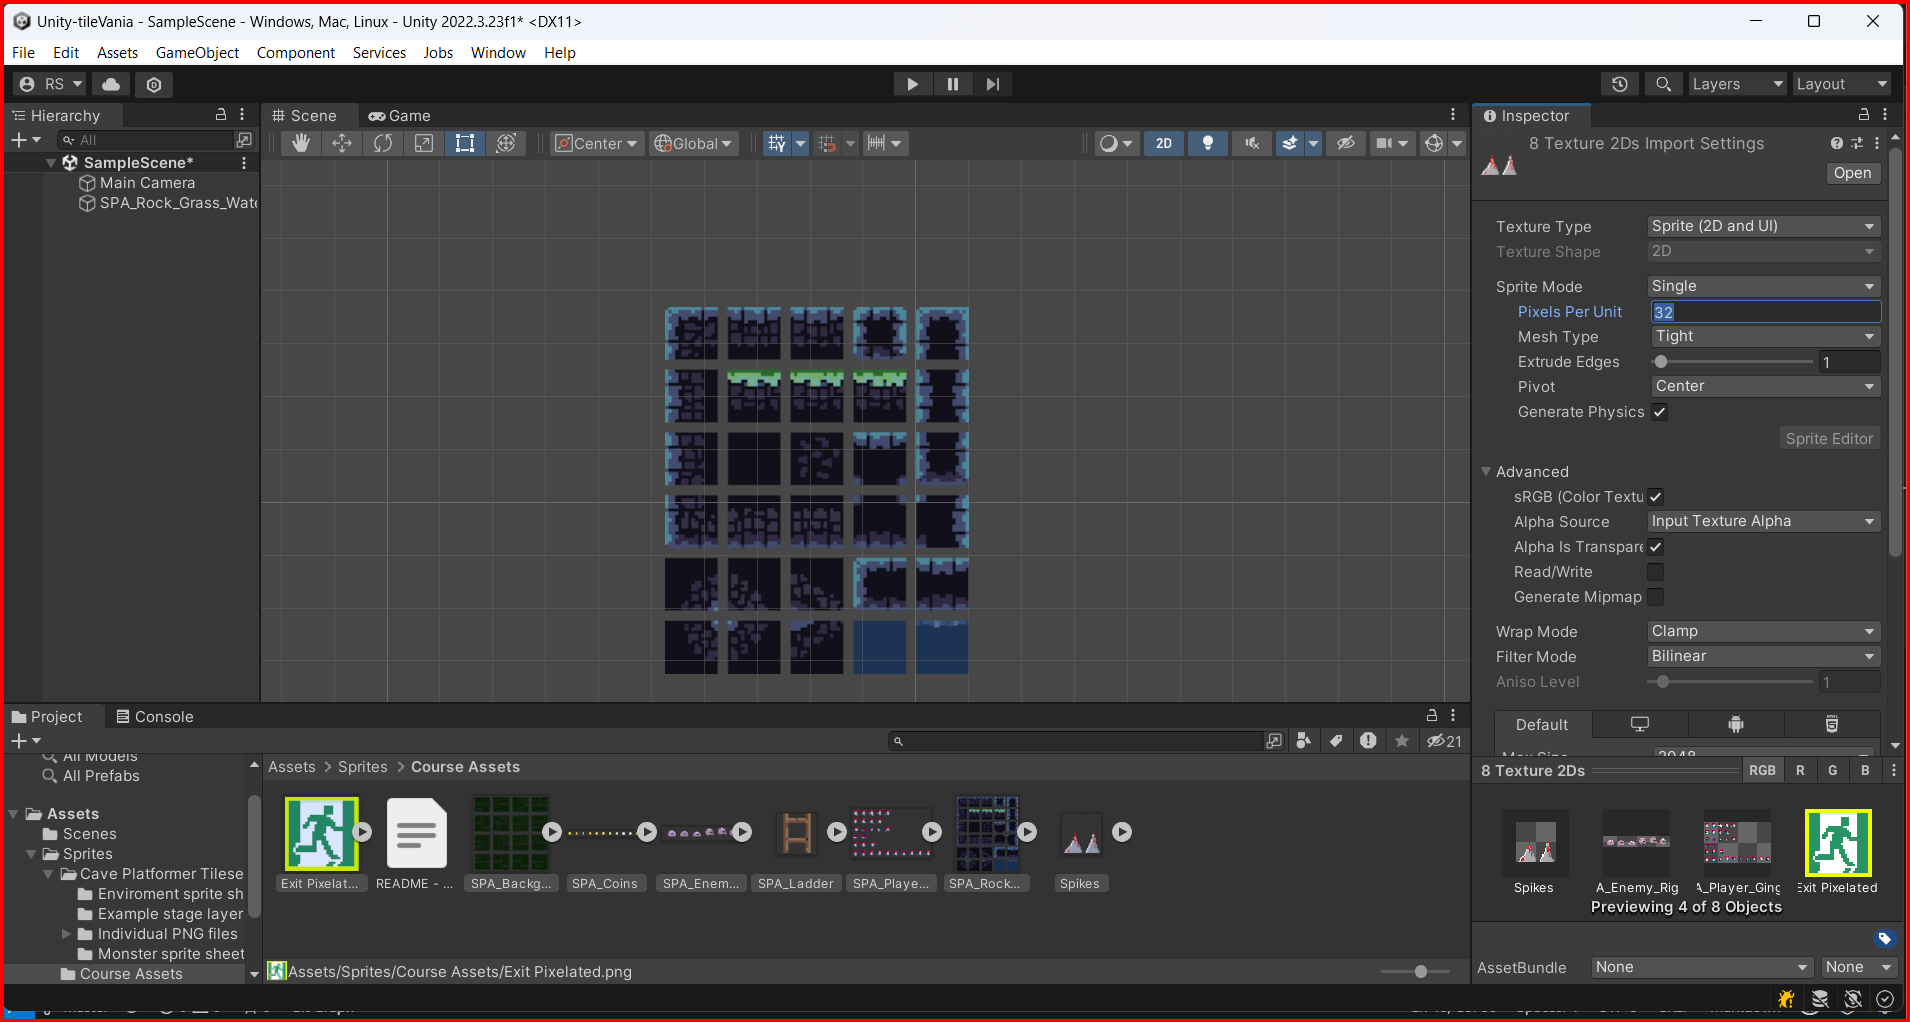 Unity-tileVania - SampleScene - Windows, Mac, Linux - Unity 2022.3.23f1* <DX11>
File Edit Assets GameObject Component Services Jobs Window Help
RS
Layers
Layout
Hierarchy
All
SampleScene*
Main Camera
SPA_Rock_Grass_Wate
Scene
Game
Center
Global
2D
Inspector
8 Texture 2Ds Import Settings
Open
Texture Type Sprite (2D and UI)
Texture Shape 2D
Sprite Mode Single
Pixels Per Unit 32
Mesh Type Tight
Extrude Edges 1
Pivot Center
Generate Physics
Sprite Editor
Advanced
sRGB (Color Textu
Alpha Source Input Texture Alpha
Alpha Is Transpare
Read/Write
Generate Mipmap
Wrap Mode Clamp
Filter Mode Bilinear
Aniso Level 1
Default
2048
Project
Console
21
All Models
All Prefabs
Assets
Scenes
Sprites
Cave Platformer Tilese
Enviroment sprite sh
Example stage layer
Individual PNG files
Monster sprite sheet
Course Assets
Assets > Sprites > Course Assets
Exit Pixelat...
README - ...
SPA_Backg...
SPA_Coins
SPA_Enem...
SPA_Ladder
SPA_Playe...
SPA_Rock...
Spikes
Assets/Sprites/Course Assets/Exit Pixelated.png
8 Texture 2Ds
RGB R G B
Spikes
A_Enemy_Rig
A_Player_Ging
Exit Pixelated
Previewing 4 of 8 Objects
AssetBundle None None